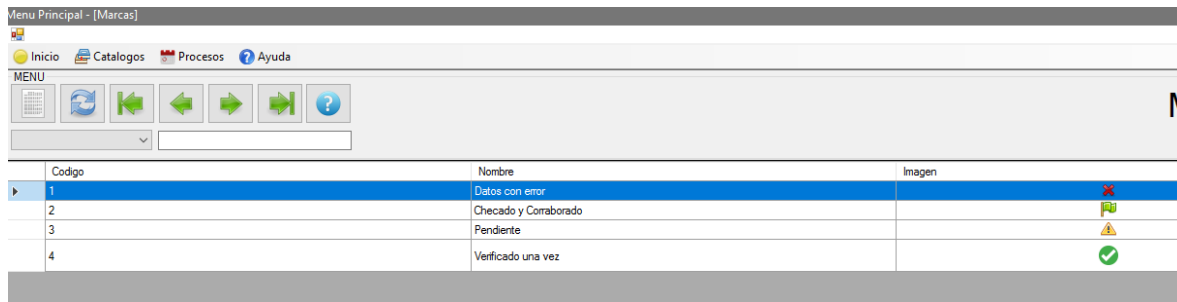 Menu Principal - [Marcas]
Inicio Catalogos Procesos Ayuda
MENU
Codigo Nombre Imagen
1 Datos con error
2 Checado y Corraborado
3 Pendiente
4 Verificado una vez